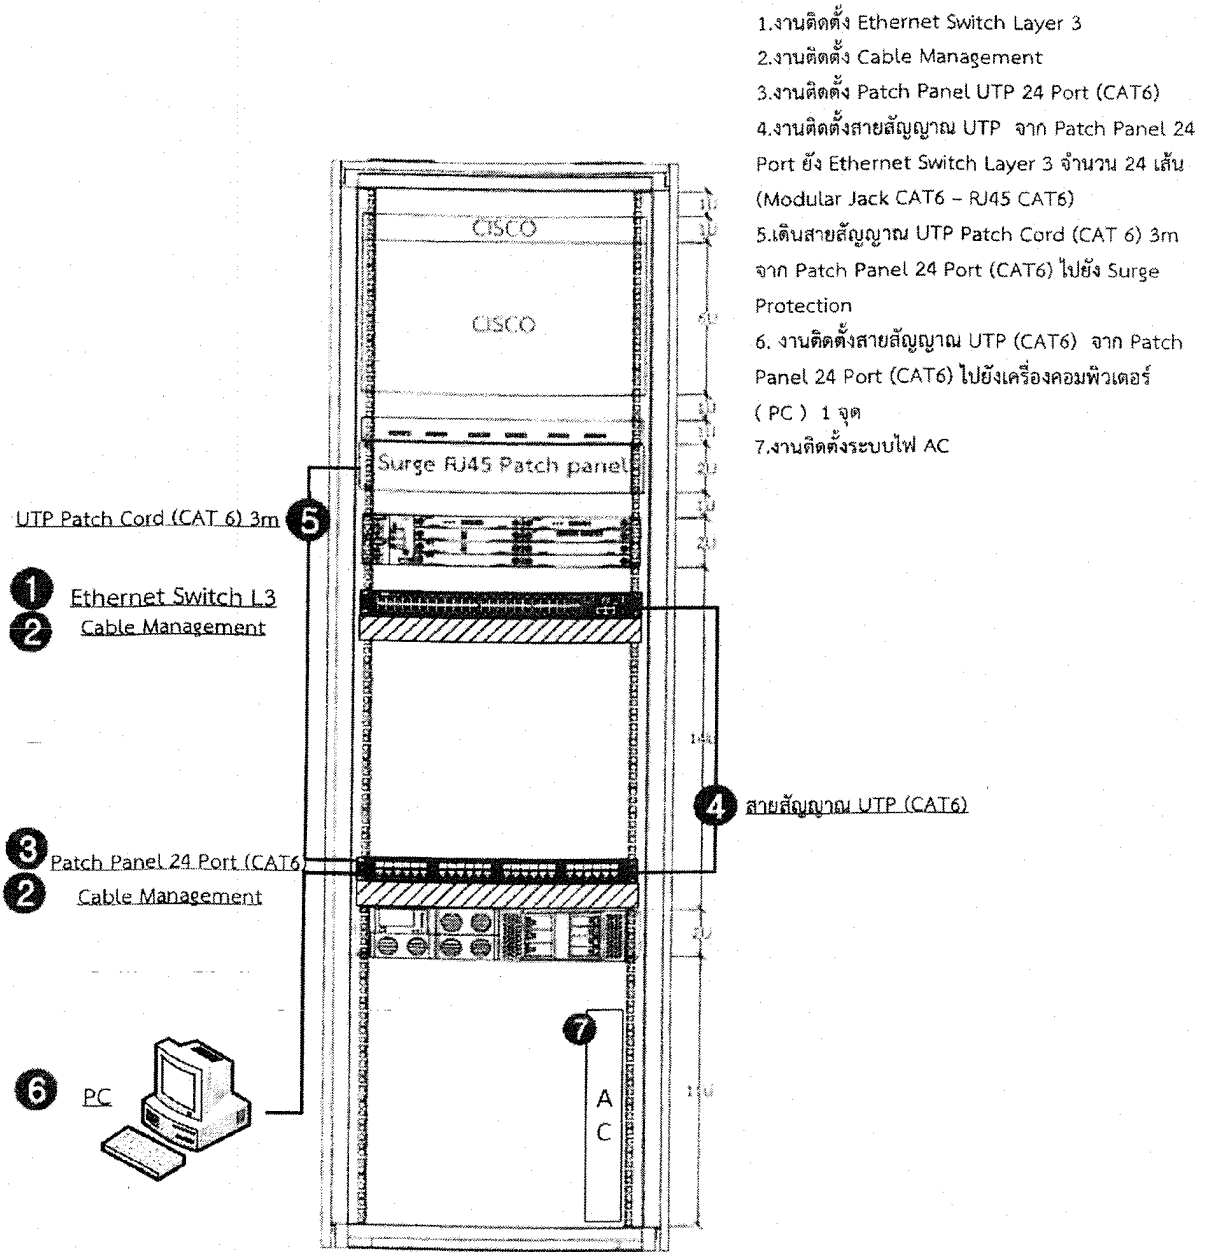 1.งานติดตั้ง Ethernet Switch Layer 3
2.งานติดตั้ง Cable Management
3.งานติดตั้ง Patch Panel UTP 24 Port (CAT6)
4.งานติดตั้งสายสัญญาณ UTP จาก Patch Panel 24
Port ยัง Ethernet Switch Layer 3 จำนวน 24 เส้น
(Modular Jack CAT6 – RJ45 CAT6)
5.เดินสายสัญญาณ UTP Patch Cord (CAT 6) 3m
จาก Patch Panel 24 Port (CAT6) ไปยัง Surge
Protection
6. งานติดตั้งสายสัญญาณ UTP (CAT6) จาก Patch
Panel 24 Port (CAT6) ไปยังเครื่องคอมพิวเตอร์
( PC ) 1 จุด
7.งานติดตั้งระบบไฟ AC
1U
CISCO
1U
CISCO
6U
1U
Surge RJ45 Patch panel
2U
1U
UTP Patch Cord (CAT 6) 3m
5
2U
1
Ethernet Switch L3
2
Cable Management
4
สายสัญญาณ UTP (CAT6)
3
Patch Panel 24 Port (CAT6
2
Cable Management
2U
7
6
PC
A
C